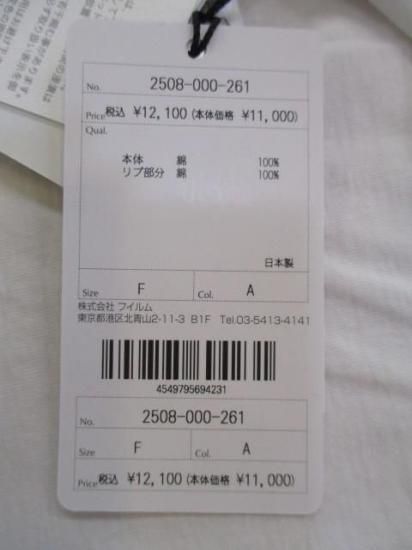 No. 2508-000-261
Price 税込 ¥12,100 (本体価格 ¥11,000)
Qual.
本体 綿 100%
リブ部分 綿 100%
日本製
Size F Col. A
株式会社 フイルム
東京都港区北青山2-11-3 B1F Tel.03-5413-4141
4549795694231
No. 2508-000-261
Size F Col. A
Price 税込 ¥12,100 (本体価格 ¥11,000)